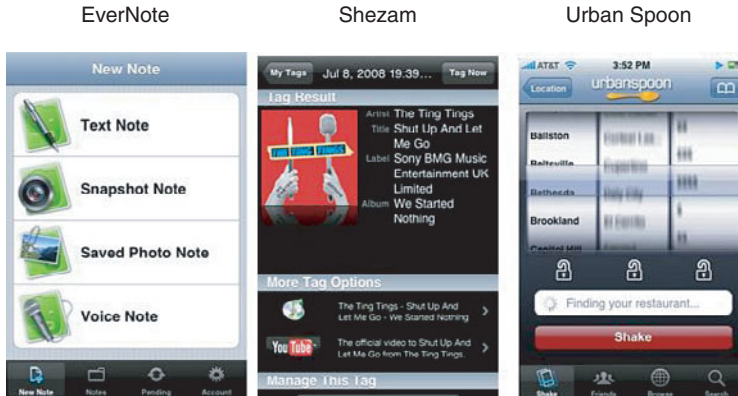 EverNote
Shezam
Urban Spoon
New Note
Text Note
Snapshot Note
Saved Photo Note
Voice Note
New Note Notes Pending Account
My Tags Jul 8, 2008 19:39... Tag Now
Tag Result
THE TING TINGS
Artist The Ting Tings
Title Shut Up And Let
Me Go
Label Sony BMG Music
Entertainment UK
Limited
Album We Started
Nothing
More Tag Options
The Ting Tings - Shut Up And
Let Me Go - We Started Nothing
YouTube
The official video to Shut Up And
Let Me Go from The Ting Tings.
Manage This Tag
AT&T 3:52 PM
Location urbanspoon
Ballston
Beltsville
Bethesda
Brookland
Capitol Hill
Finding your restaurant...
Shake
Shake Friends Browse Search